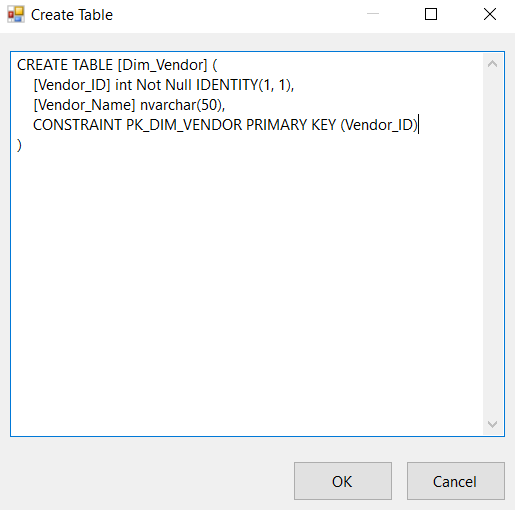 Create Table
CREATE TABLE [Dim_Vendor] (
    [Vendor_ID] int Not Null IDENTITY(1, 1),
    [Vendor_Name] nvarchar(50),
    CONSTRAINT PK_DIM_VENDOR PRIMARY KEY (Vendor_ID)
)
OK
Cancel